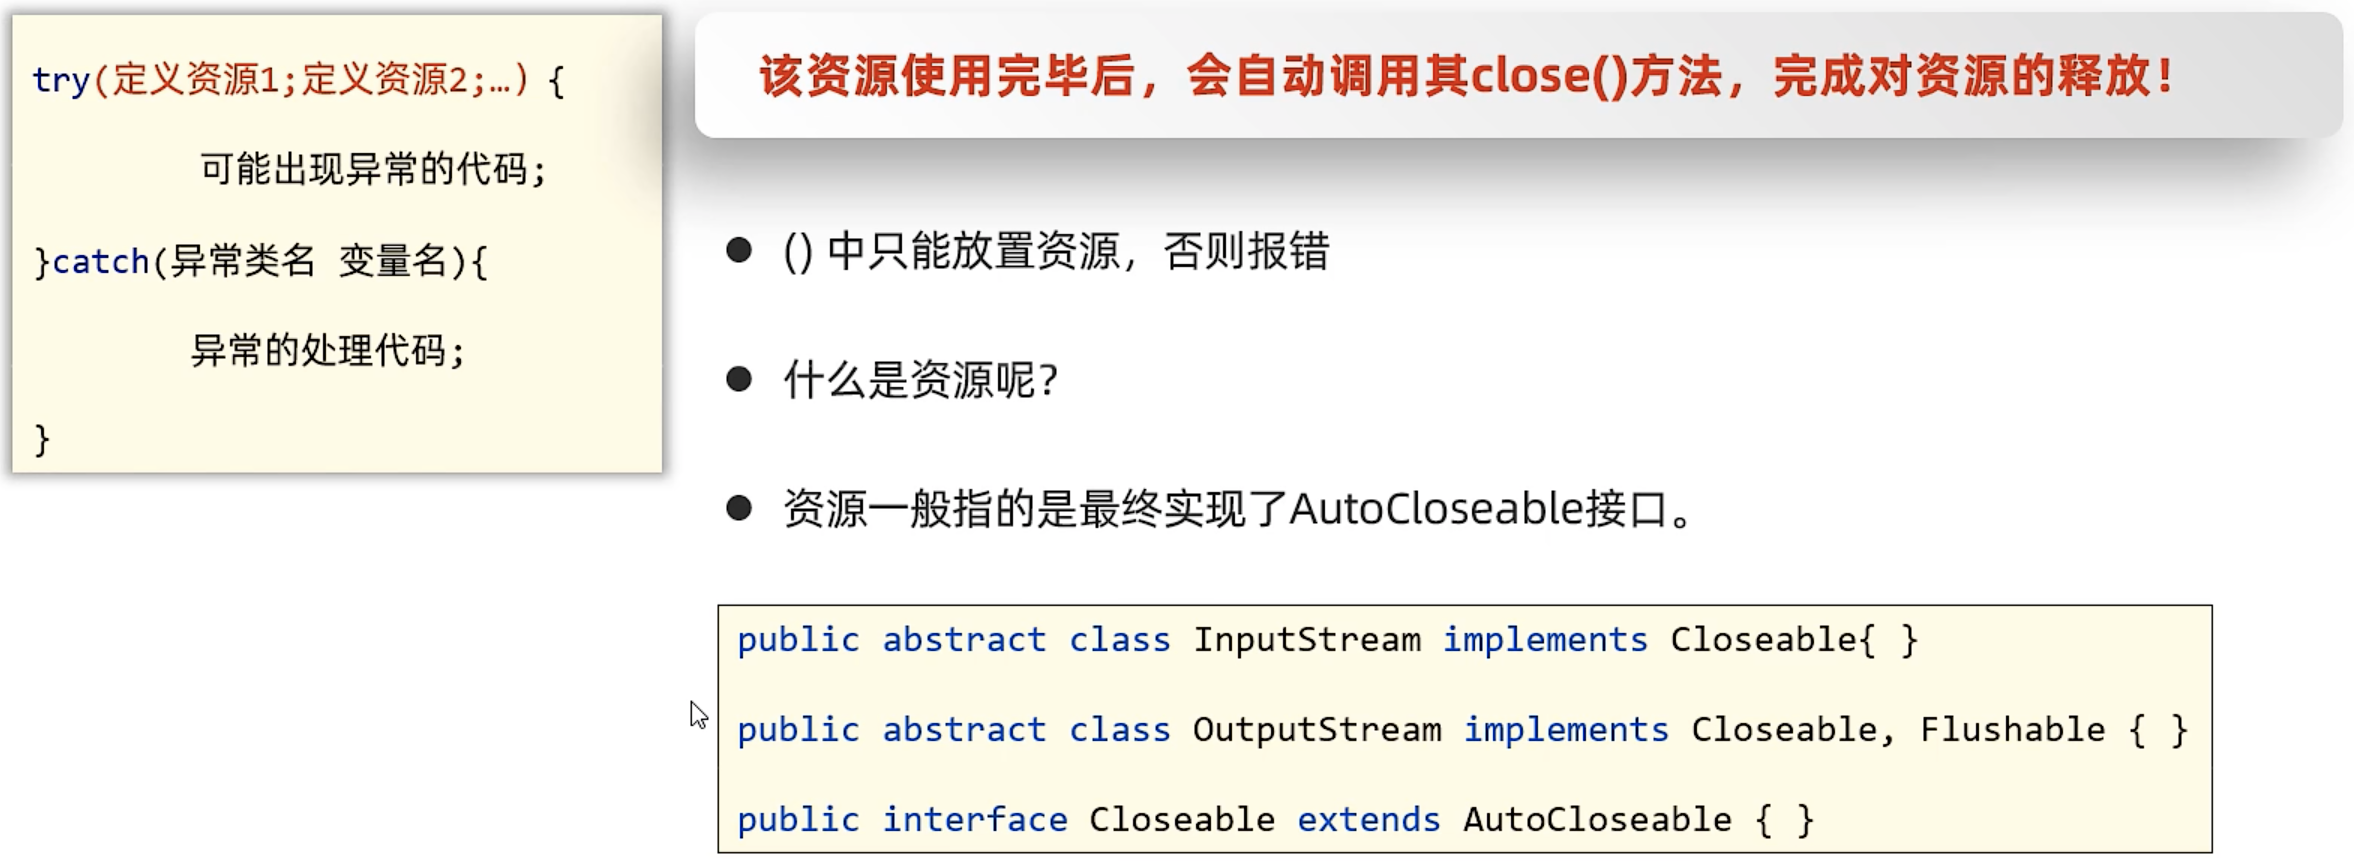 try(定义资源1;定义资源2;…) {
可能出现异常的代码;
}catch(异常类名 变量名){
异常的处理代码;
}
该资源使用完毕后，会自动调用其close()方法，完成对资源的释放！
● () 中只能放置资源，否则报错
● 什么是资源呢？
● 资源一般指的是最终实现了AutoCloseable接口。
public abstract class InputStream implements Closeable{ }
public abstract class OutputStream implements Closeable, Flushable { }
public interface Closeable extends AutoCloseable { }